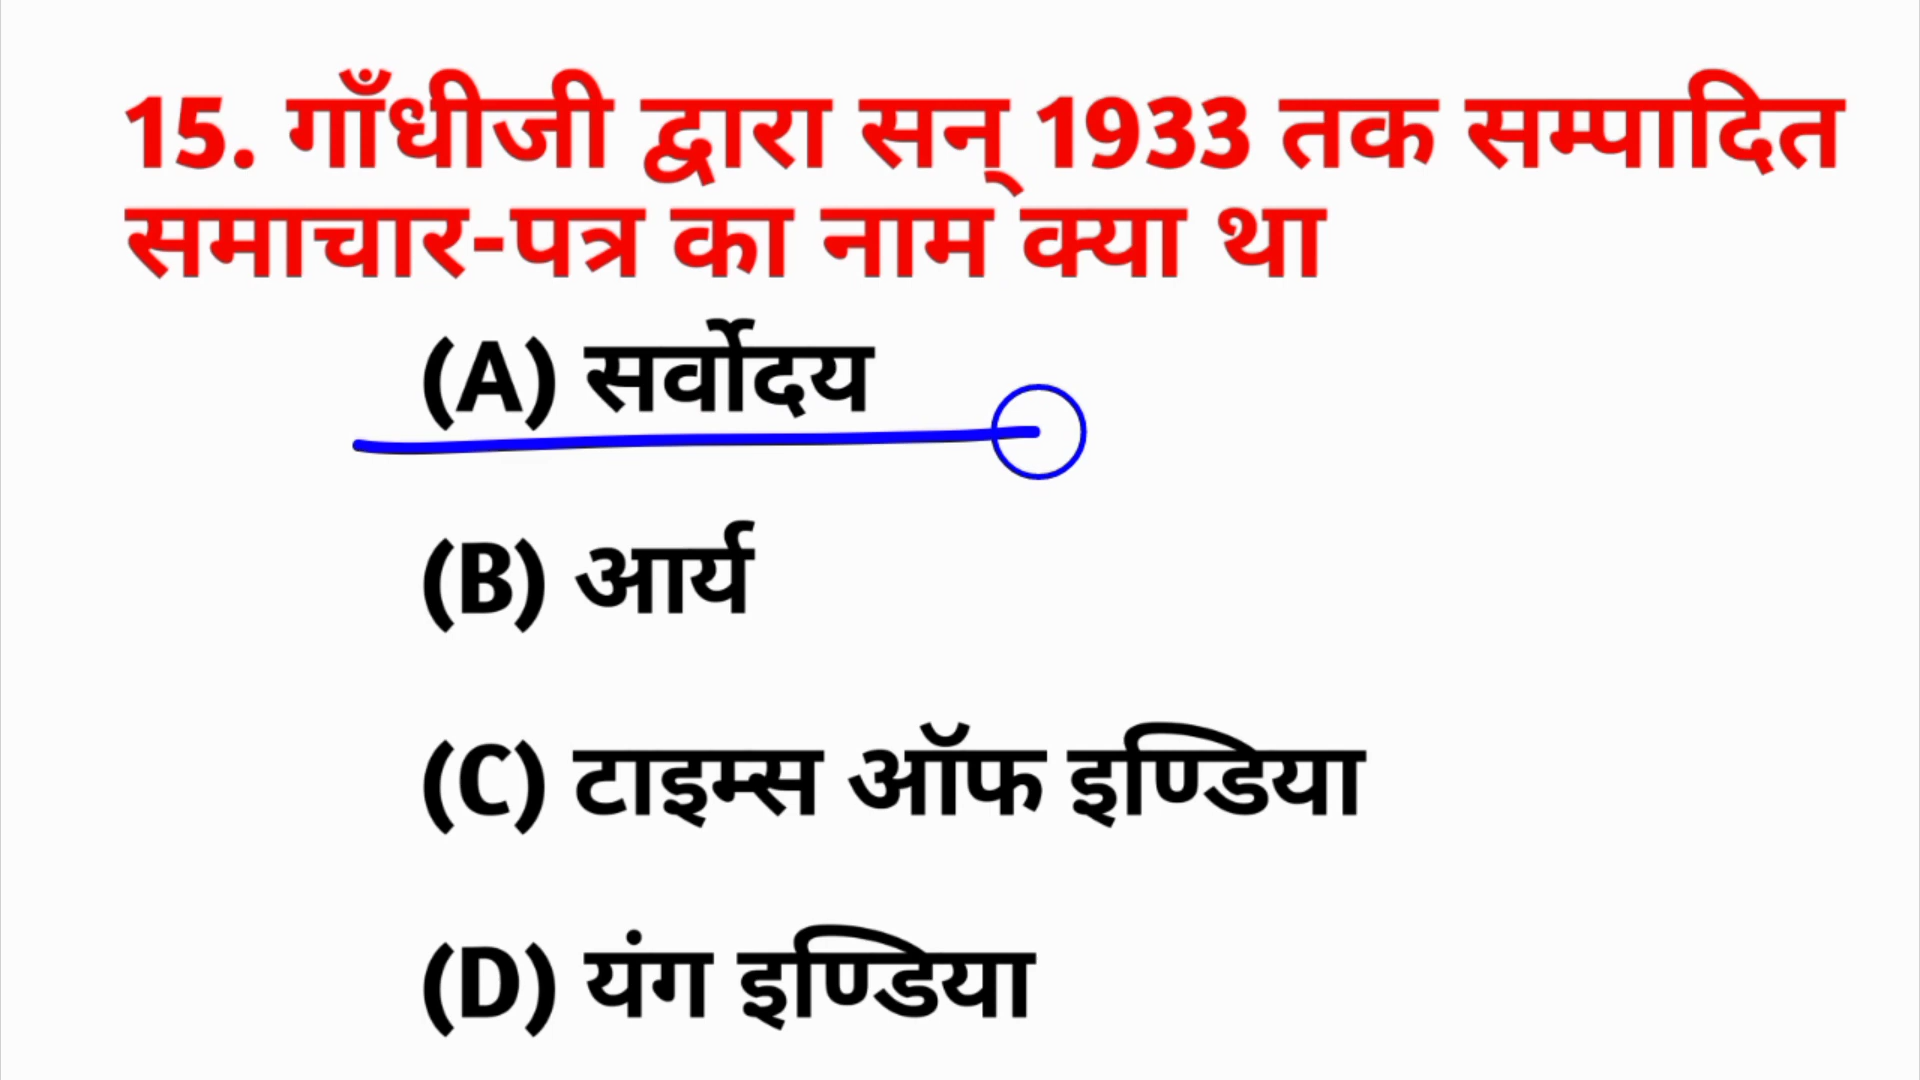 15. गाँधीजी द्वारा सन् 1933 तक सम्पादित
समाचार-पत्र का नाम क्या था
(A) सर्वोदय
(B) आर्य
(C) टाइम्स ऑफ इण्डिया
(D) यंग इण्डिया